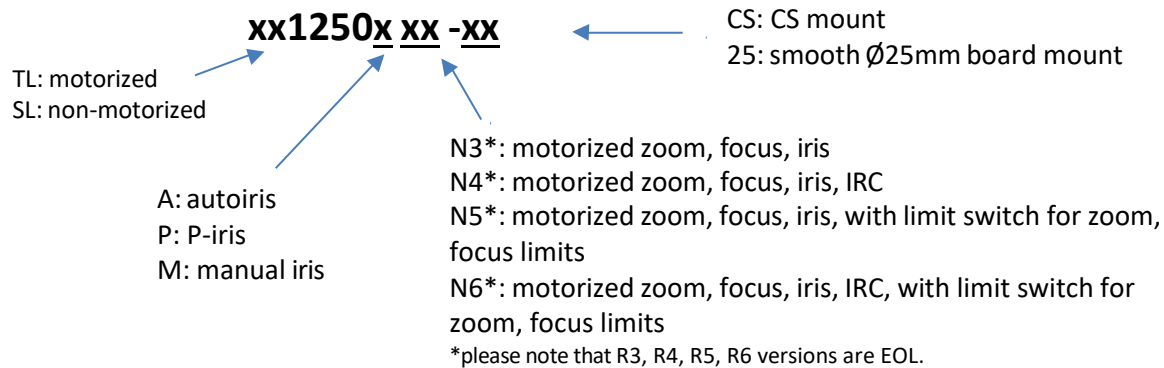 xx1250x xx -xx
CS: CS mount
25: smooth Ø25mm board mount
TL: motorized
SL: non-motorized
A: autoiris
P: P-iris
M: manual iris
N3*: motorized zoom, focus, iris
N4*: motorized zoom, focus, iris, IRC
N5*: motorized zoom, focus, iris, with limit switch for zoom,
focus limits
N6*: motorized zoom, focus, iris, IRC, with limit switch for
zoom, focus limits
*please note that R3, R4, R5, R6 versions are EOL.